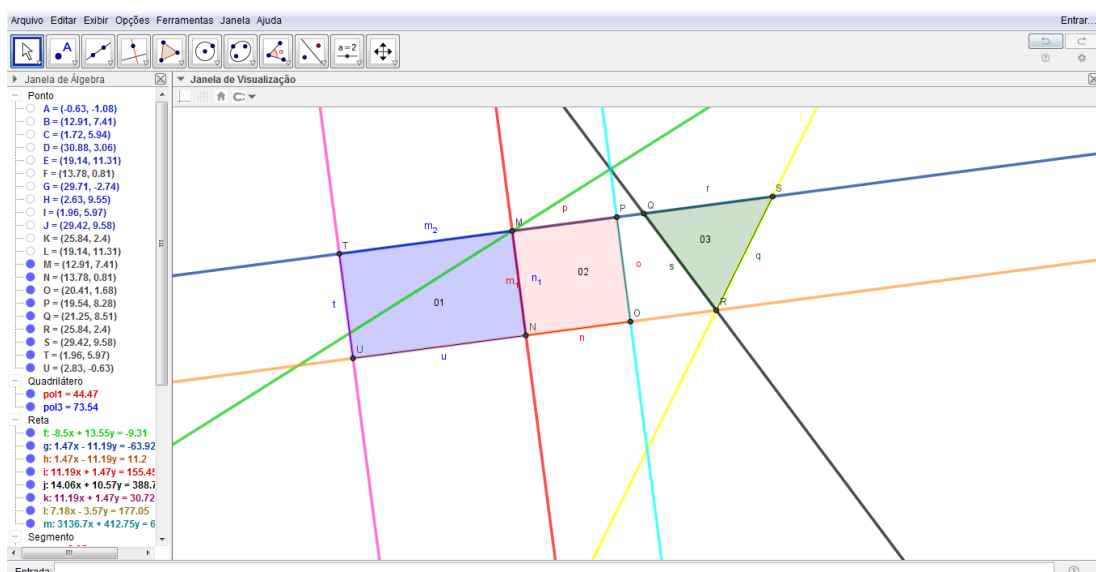 Arquivo Editar Exibir Opções Ferramentas Janela Ajuda
Entrar...
A
a = 2
Janela de Álgebra
Janela de Visualização
Ponto
A = (-0.63, -1.08)
B = (12.91, 7.41)
C = (1.72, 5.94)
D = (30.88, 3.06)
E = (19.14, 11.31)
F = (13.78, 0.81)
G = (29.71, -2.74)
H = (2.63, 9.55)
I = (1.96, 5.97)
J = (29.42, 9.58)
K = (25.84, 2.4)
L = (19.14, 11.31)
M = (12.91, 7.41)
N = (13.78, 0.81)
O = (20.41, 1.68)
P = (19.54, 8.28)
Q = (21.25, 8.51)
R = (25.84, 2.4)
S = (29.42, 9.58)
T = (1.96, 5.97)
U = (2.83, -0.63)
Quadrilátero
pol1 = 44.47
pol3 = 73.54
Reta
f: -8.5x + 13.55y = -9.31
g: 1.47x - 11.19y = -63.92
h: 1.47x - 11.19y = 11.2
i: 11.19x + 1.47y = 155.45
j: 14.06x + 10.57y = 388.7
k: 11.19x + 1.47y = 30.72
l: 7.18x - 3.57y = 177.05
m: 3136.7x + 412.75y = 6
Segmento
S
r
P
Q
p
M
m2
T
03
01
02
m
n1
o
s
q
t
R
O
N
n
U
u
Entrada: